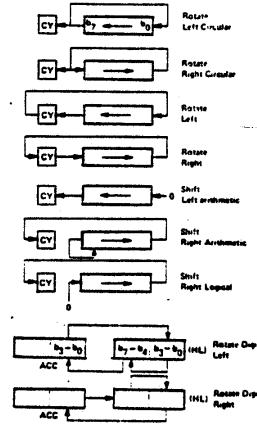 CY b₇ b₀ Rotate
Left Circular
CY Rotate
Right Circular
CY Rotate
Left
CY Rotate
Right
CY 0 Shift
Left arithmetic
CY Shift
Right Arithmetic
CY Shift
Right Logical
0
b₃ – b₀ b₇ – b₄ b₃ – b₀ (HL) Rotate Digi
ACC Left
(HL) Rotate Digi
ACC Right